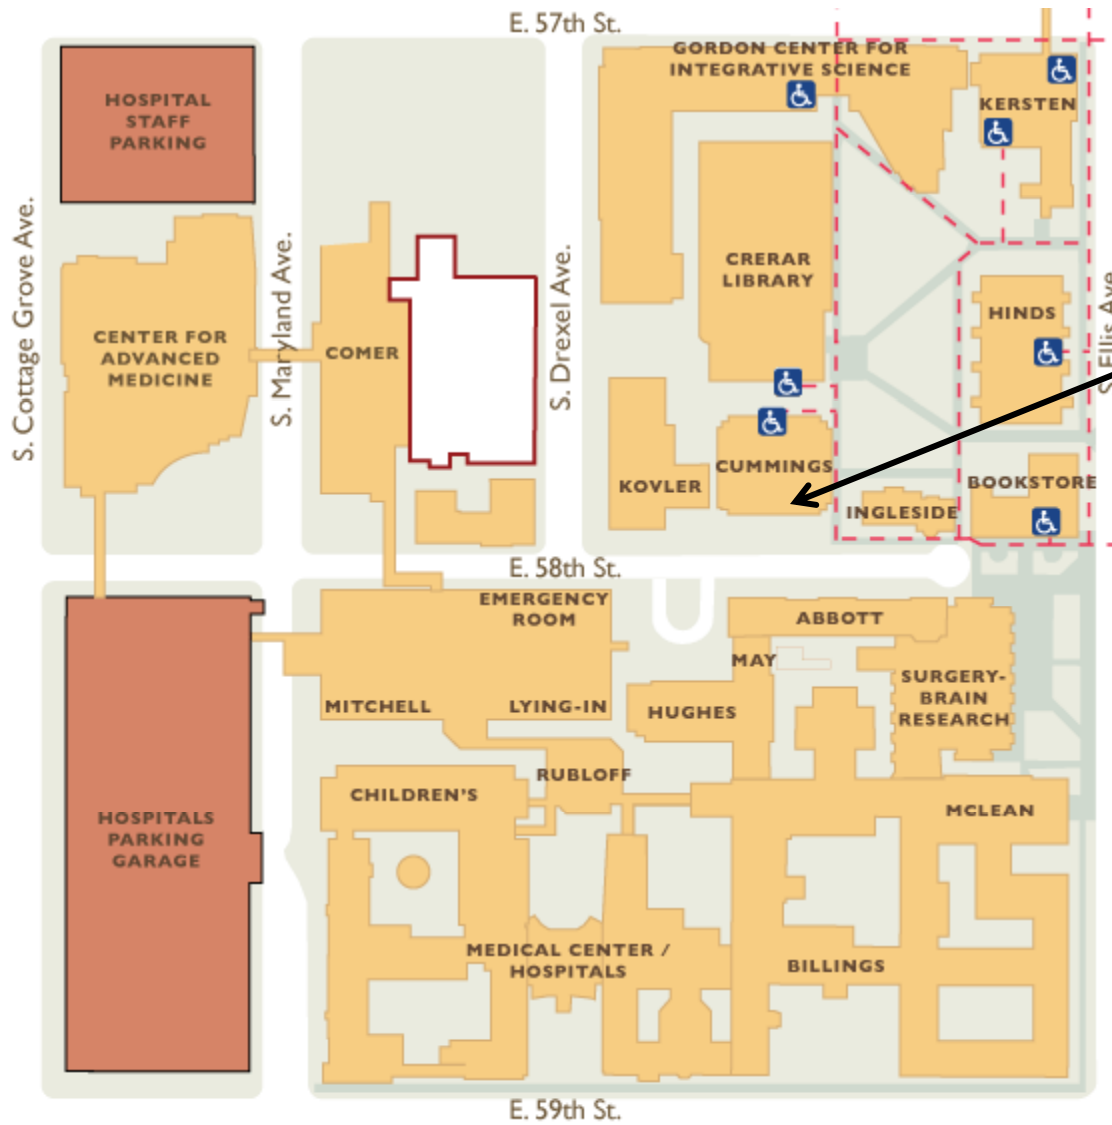 E. 57th St.
GORDON CENTER FOR
INTEGRATIVE SCIENCE
HOSPITAL
STAFF
PARKING
KERSTEN
S. Cottage Grove Ave.
S. Maryland Ave.
S. Drexel Ave.
S. Ellis Ave.
CRERAR
LIBRARY
HINDS
CENTER FOR
ADVANCED
MEDICINE
COMER
CUMMINGS
KOVLER
BOOKSTORE
INGLESIDE
E. 58th St.
EMERGENCY
ROOM
ABBOTT
MAY
SURGERY-
BRAIN
RESEARCH
MITCHELL
LYING-IN
HUGHES
RUBLOFF
CHILDREN'S
MCLEAN
HOSPITALS
PARKING
GARAGE
MEDICAL CENTER /
HOSPITALS
BILLINGS
E. 59th St.